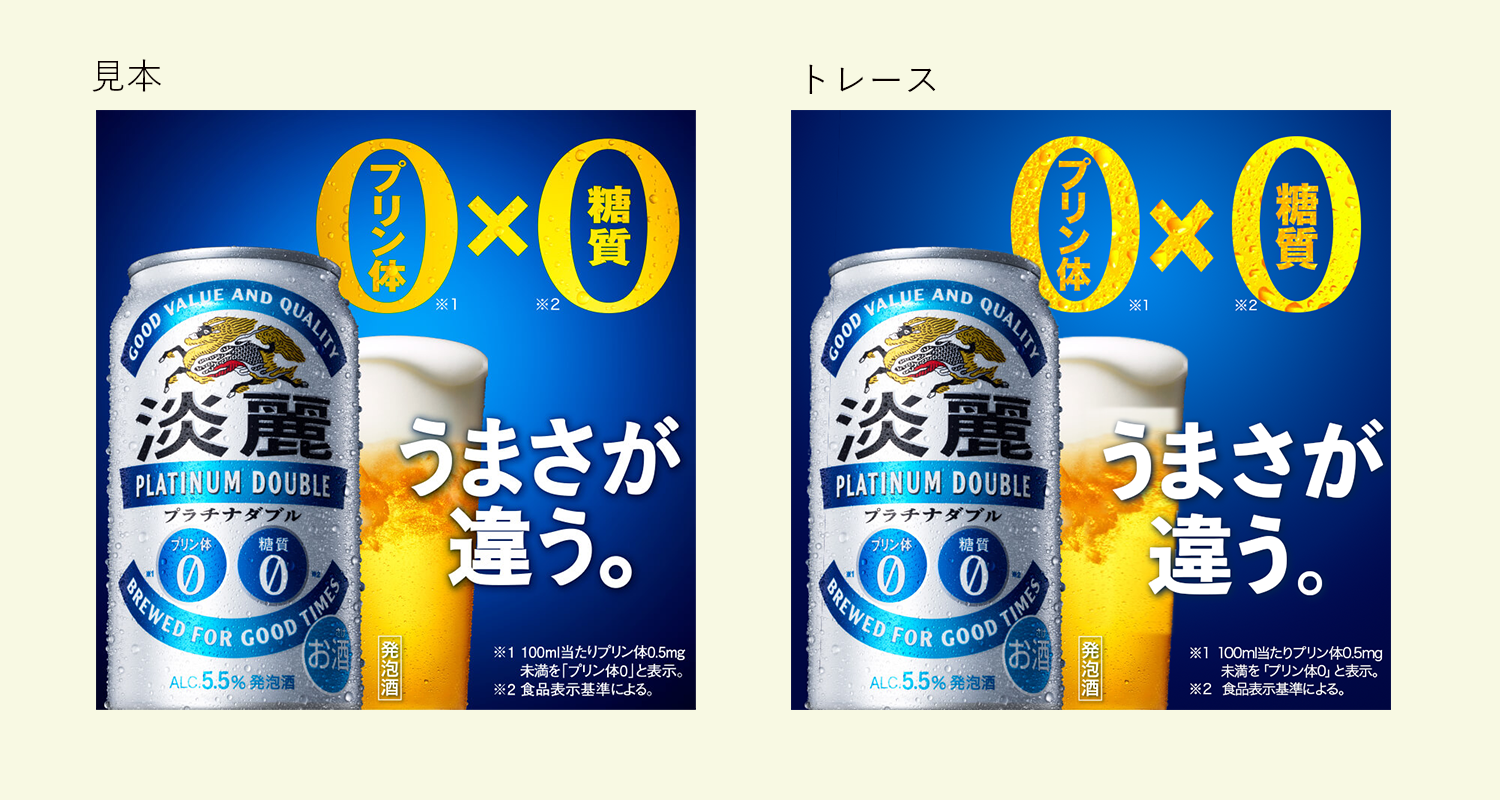 見本
プリン体
0×0
糖質
※1
※2
GOOD VALUE AND QUALITY
淡麗
PLATINUM DOUBLE
プラチナダブル
プリン体
0
糖質
0
※1
※2
BREWED FOR GOOD TIMES
お酒
ALC.5.5% 発泡酒
うまさが
違う。
発泡酒
※1 100ml当たりプリン体0.5mg
未満を「プリン体0」と表示。
※2 食品表示基準による。
トレース
プリン体
0×0
糖質
※1
※2
GOOD VALUE AND QUALITY
淡麗
PLATINUM DOUBLE
プラチナダブル
プリン体
0
糖質
0
※1
※2
BREWED FOR GOOD TIMES
お酒
ALC.5.5% 発泡酒
うまさが
違う。
発泡酒
※1 100ml当たりプリン体0.5mg
未満を「プリン体0」と表示。
※2 食品表示基準による。